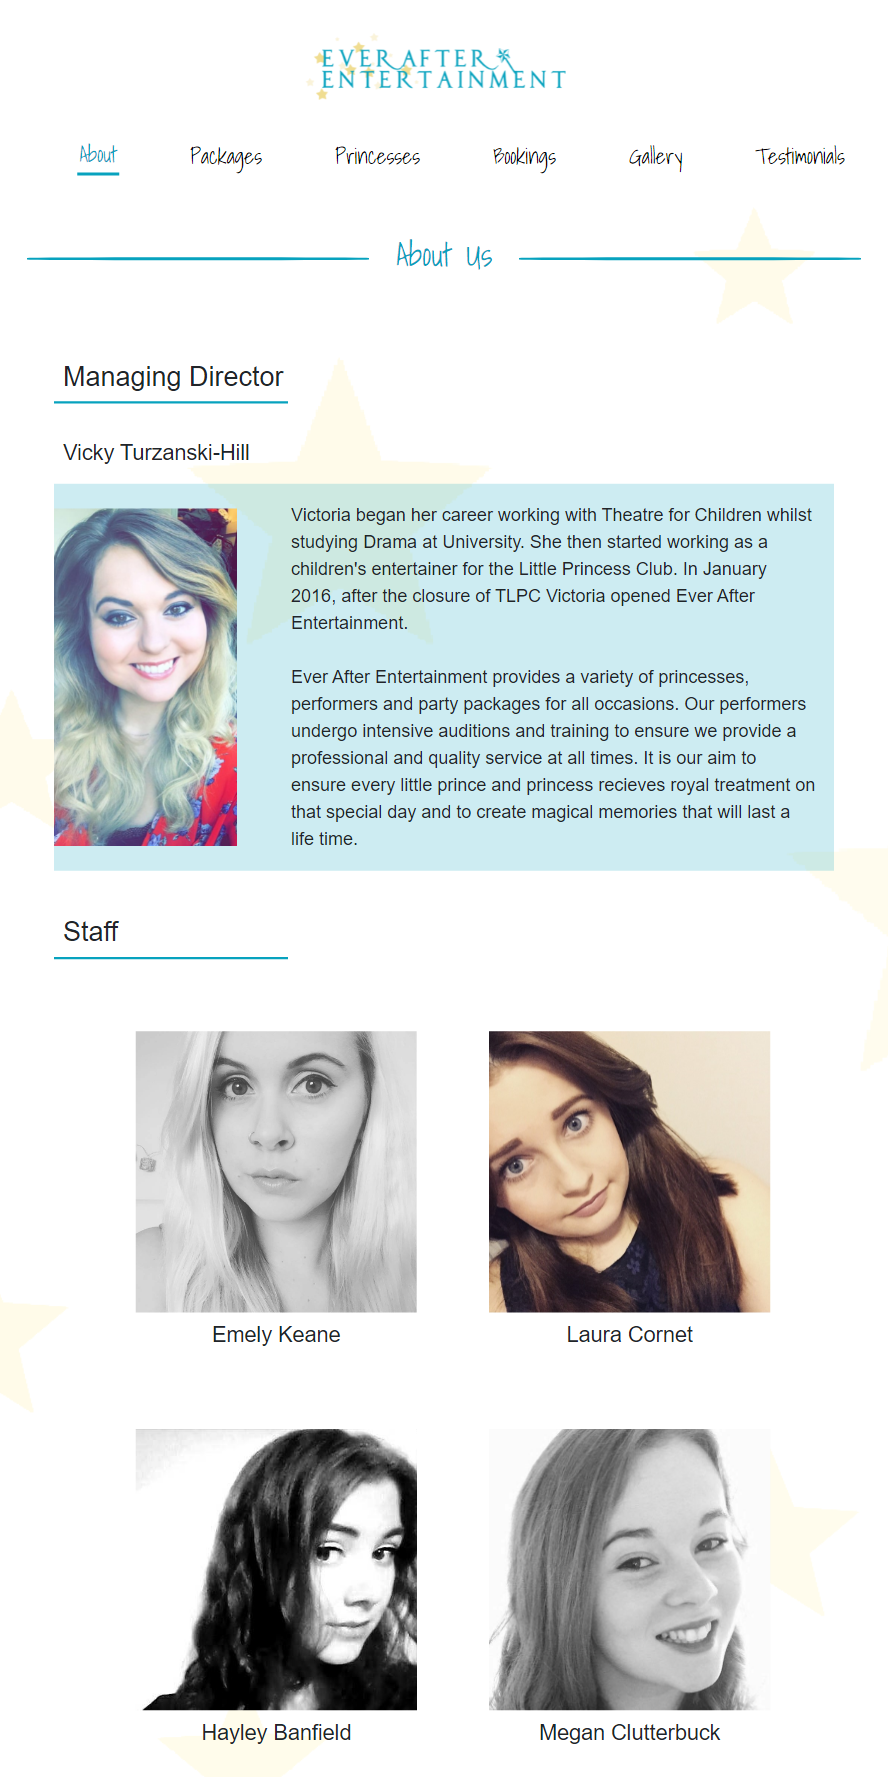 EVER AFTER
ENTERTAINMENT
About Packages Princesses Bookings Gallery Testimonials
About Us
Managing Director
Vicky Turzanski-Hill
Victoria began her career working with Theatre for Children whilst
studying Drama at University. She then started working as a
children's entertainer for the Little Princess Club. In January
2016, after the closure of TLPC Victoria opened Ever After
Entertainment.
Ever After Entertainment provides a variety of princesses,
performers and party packages for all occasions. Our performers
undergo intensive auditions and training to ensure we provide a
professional and quality service at all times. It is our aim to
ensure every little prince and princess recieves royal treatment on
that special day and to create magical memories that will last a
life time.
Staff
Emely Keane
Laura Cornet
Hayley Banfield
Megan Clutterbuck